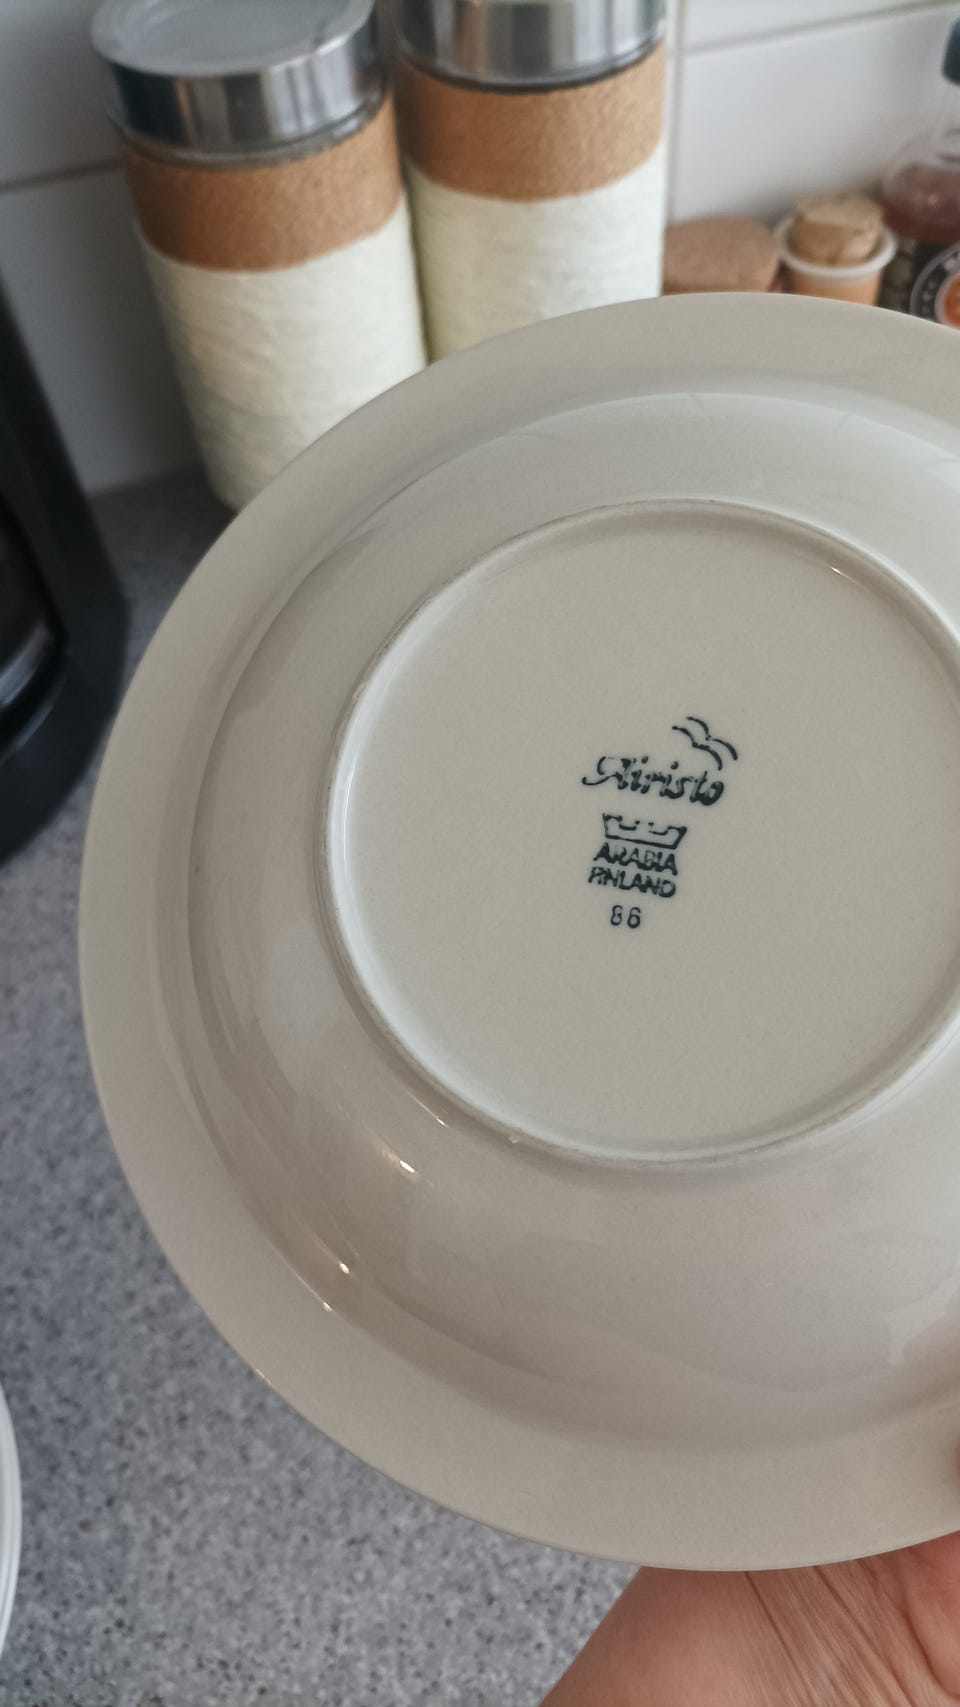 Airisto
ARABIA
FINLAND
86